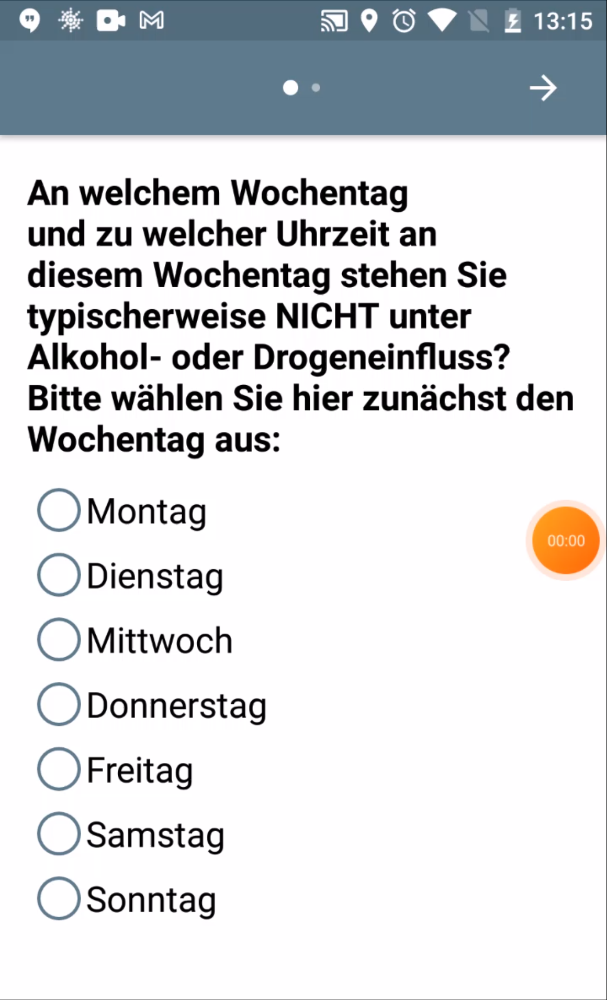 13:15
An welchem Wochentag
und zu welcher Uhrzeit an
diesem Wochentag stehen Sie
typischerweise NICHT unter
Alkohol- oder Drogeneinfluss?
Bitte wählen Sie hier zunächst den
Wochentag aus:
Montag
00:00
Dienstag
Mittwoch
Donnerstag
Freitag
Samstag
Sonntag